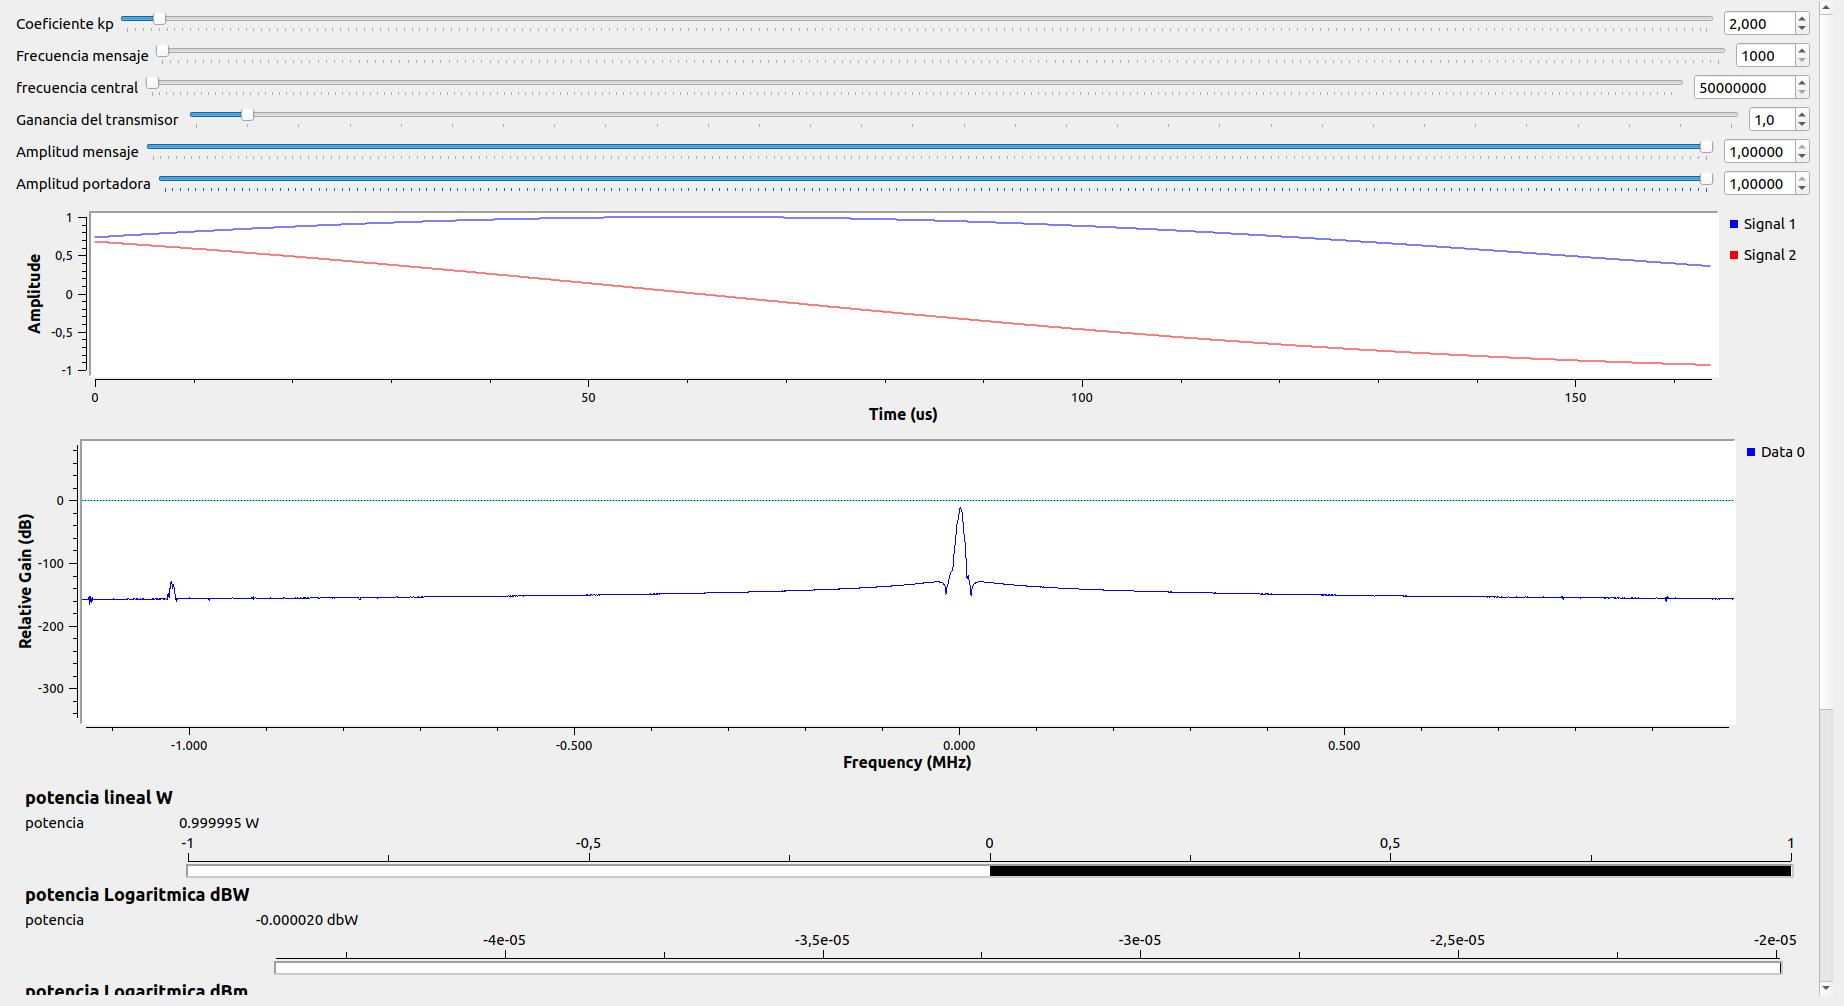 Coeficiente kp 2,000
Frecuencia mensaje 1000
frecuencia central 50000000
Ganancia del transmisor 1,0
Amplitud mensaje 1,00000
Amplitud portadora 1,00000
1
0,5
0
-0,5
-1
Amplitude
Signal 1
Signal 2
0 50 100 150
Time (us)
0
-100
-200
-300
Relative Gain (dB)
Data 0
-1.000 -0.500 0.000 0.500
Frequency (MHz)
potencia lineal W
potencia 0.999995 W
-1 -0,5 0 0,5 1
potencia Logaritmica dBW
potencia -0.000020 dbW
-4e-05 -3,5e-05 -3e-05 -2,5e-05 -2e-05
potencia Logaritmica dBm